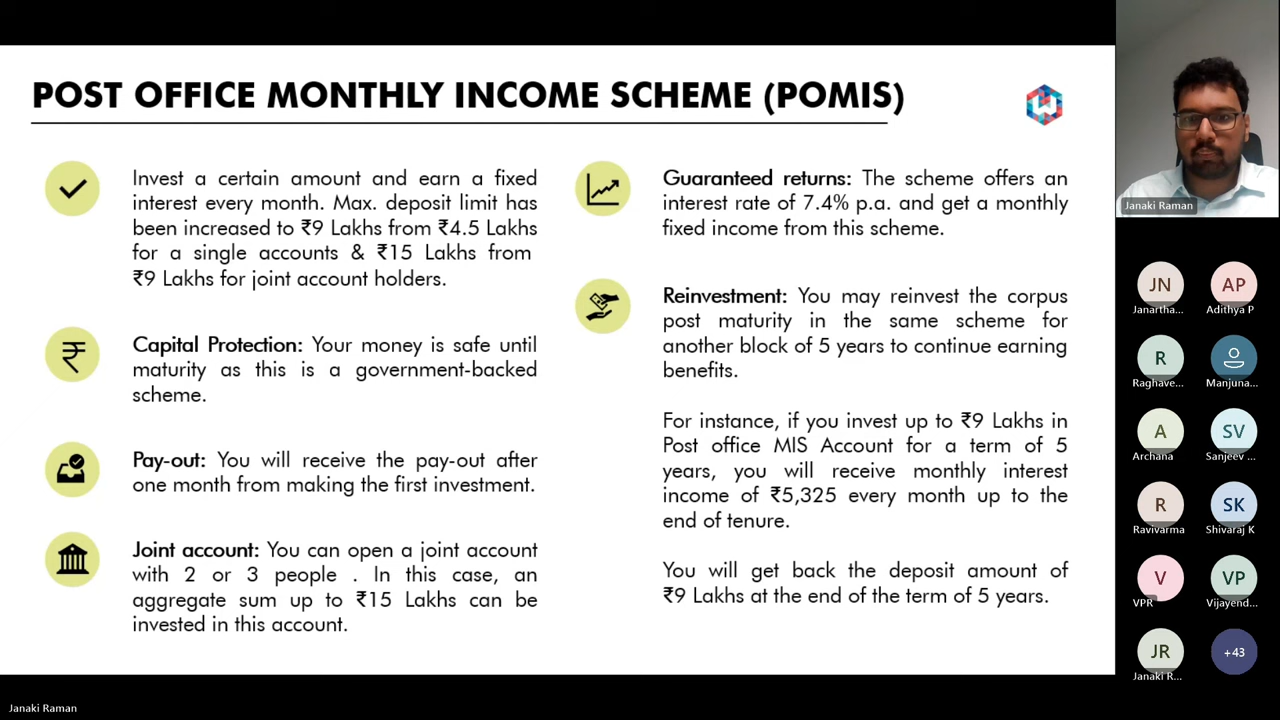 POST OFFICE MONTHLY INCOME SCHEME (POMIS)
Invest a certain amount and earn a fixed
interest every month. Max. deposit limit has
been increased to ₹9 Lakhs from ₹4.5 Lakhs
for a single accounts & ₹15 Lakhs from
₹9 Lakhs for joint account holders.
Capital Protection: Your money is safe until
maturity as this is a government-backed
scheme.
Pay-out: You will receive the pay-out after
one month from making the first investment.
Joint account: You can open a joint account
with 2 or 3 people . In this case, an
aggregate sum up to ₹15 Lakhs can be
invested in this account.
Guaranteed returns: The scheme offers an
interest rate of 7.4% p.a. and get a monthly
fixed income from this scheme.
Reinvestment: You may reinvest the corpus
post maturity in the same scheme for
another block of 5 years to continue earning
benefits.
For instance, if you invest up to ₹9 Lakhs in
Post office MIS Account for a term of 5
years, you will receive monthly interest
income of ₹5,325 every month up to the
end of tenure.
You will get back the deposit amount of
₹9 Lakhs at the end of the term of 5 years.
Janaki Raman
JN AP
Janartha... Adithya P
R
Raghave... Manjuna...
A SV
Archana Sanjeev ...
R SK
Ravivarma Shivaraj K
V VP
VPR Vijayend...
JR +43
Janaki R...
Janaki Raman